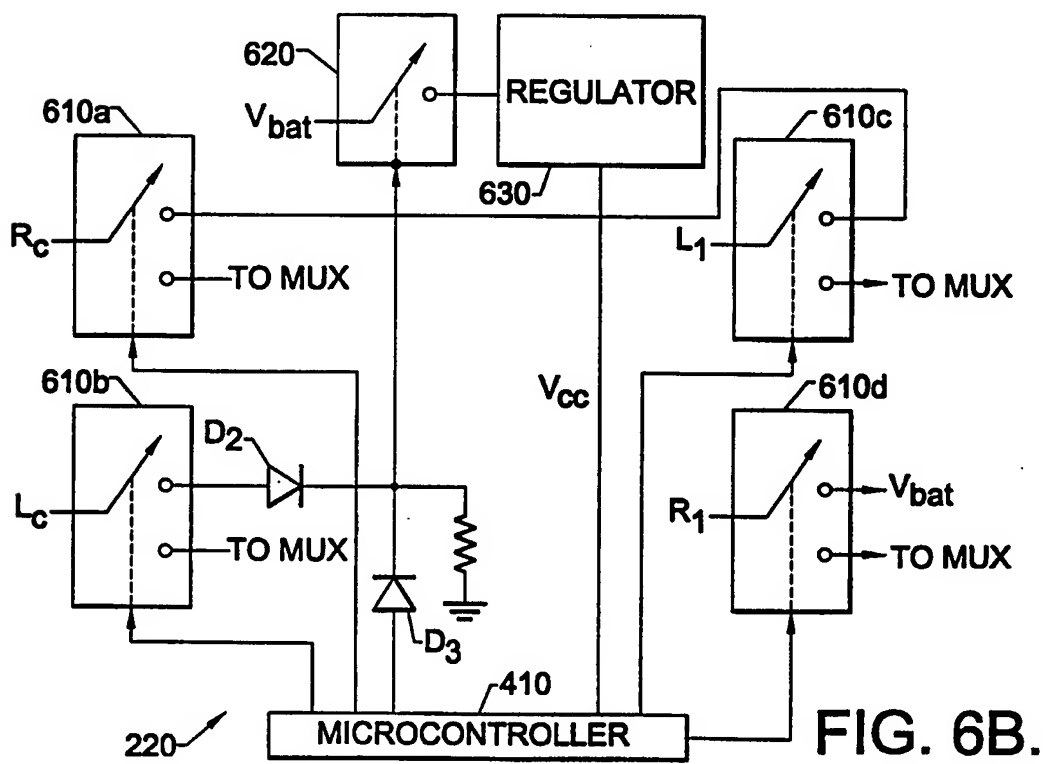 620
REGULATOR
V_bat
610a
610c
630
R_c
TO MUX
L_1
TO MUX
610b
D_2
V_cc
610d
L_c
TO MUX
R_1
V_bat
TO MUX
D_3
410
MICROCONTROLLER
220
FIG. 6B.